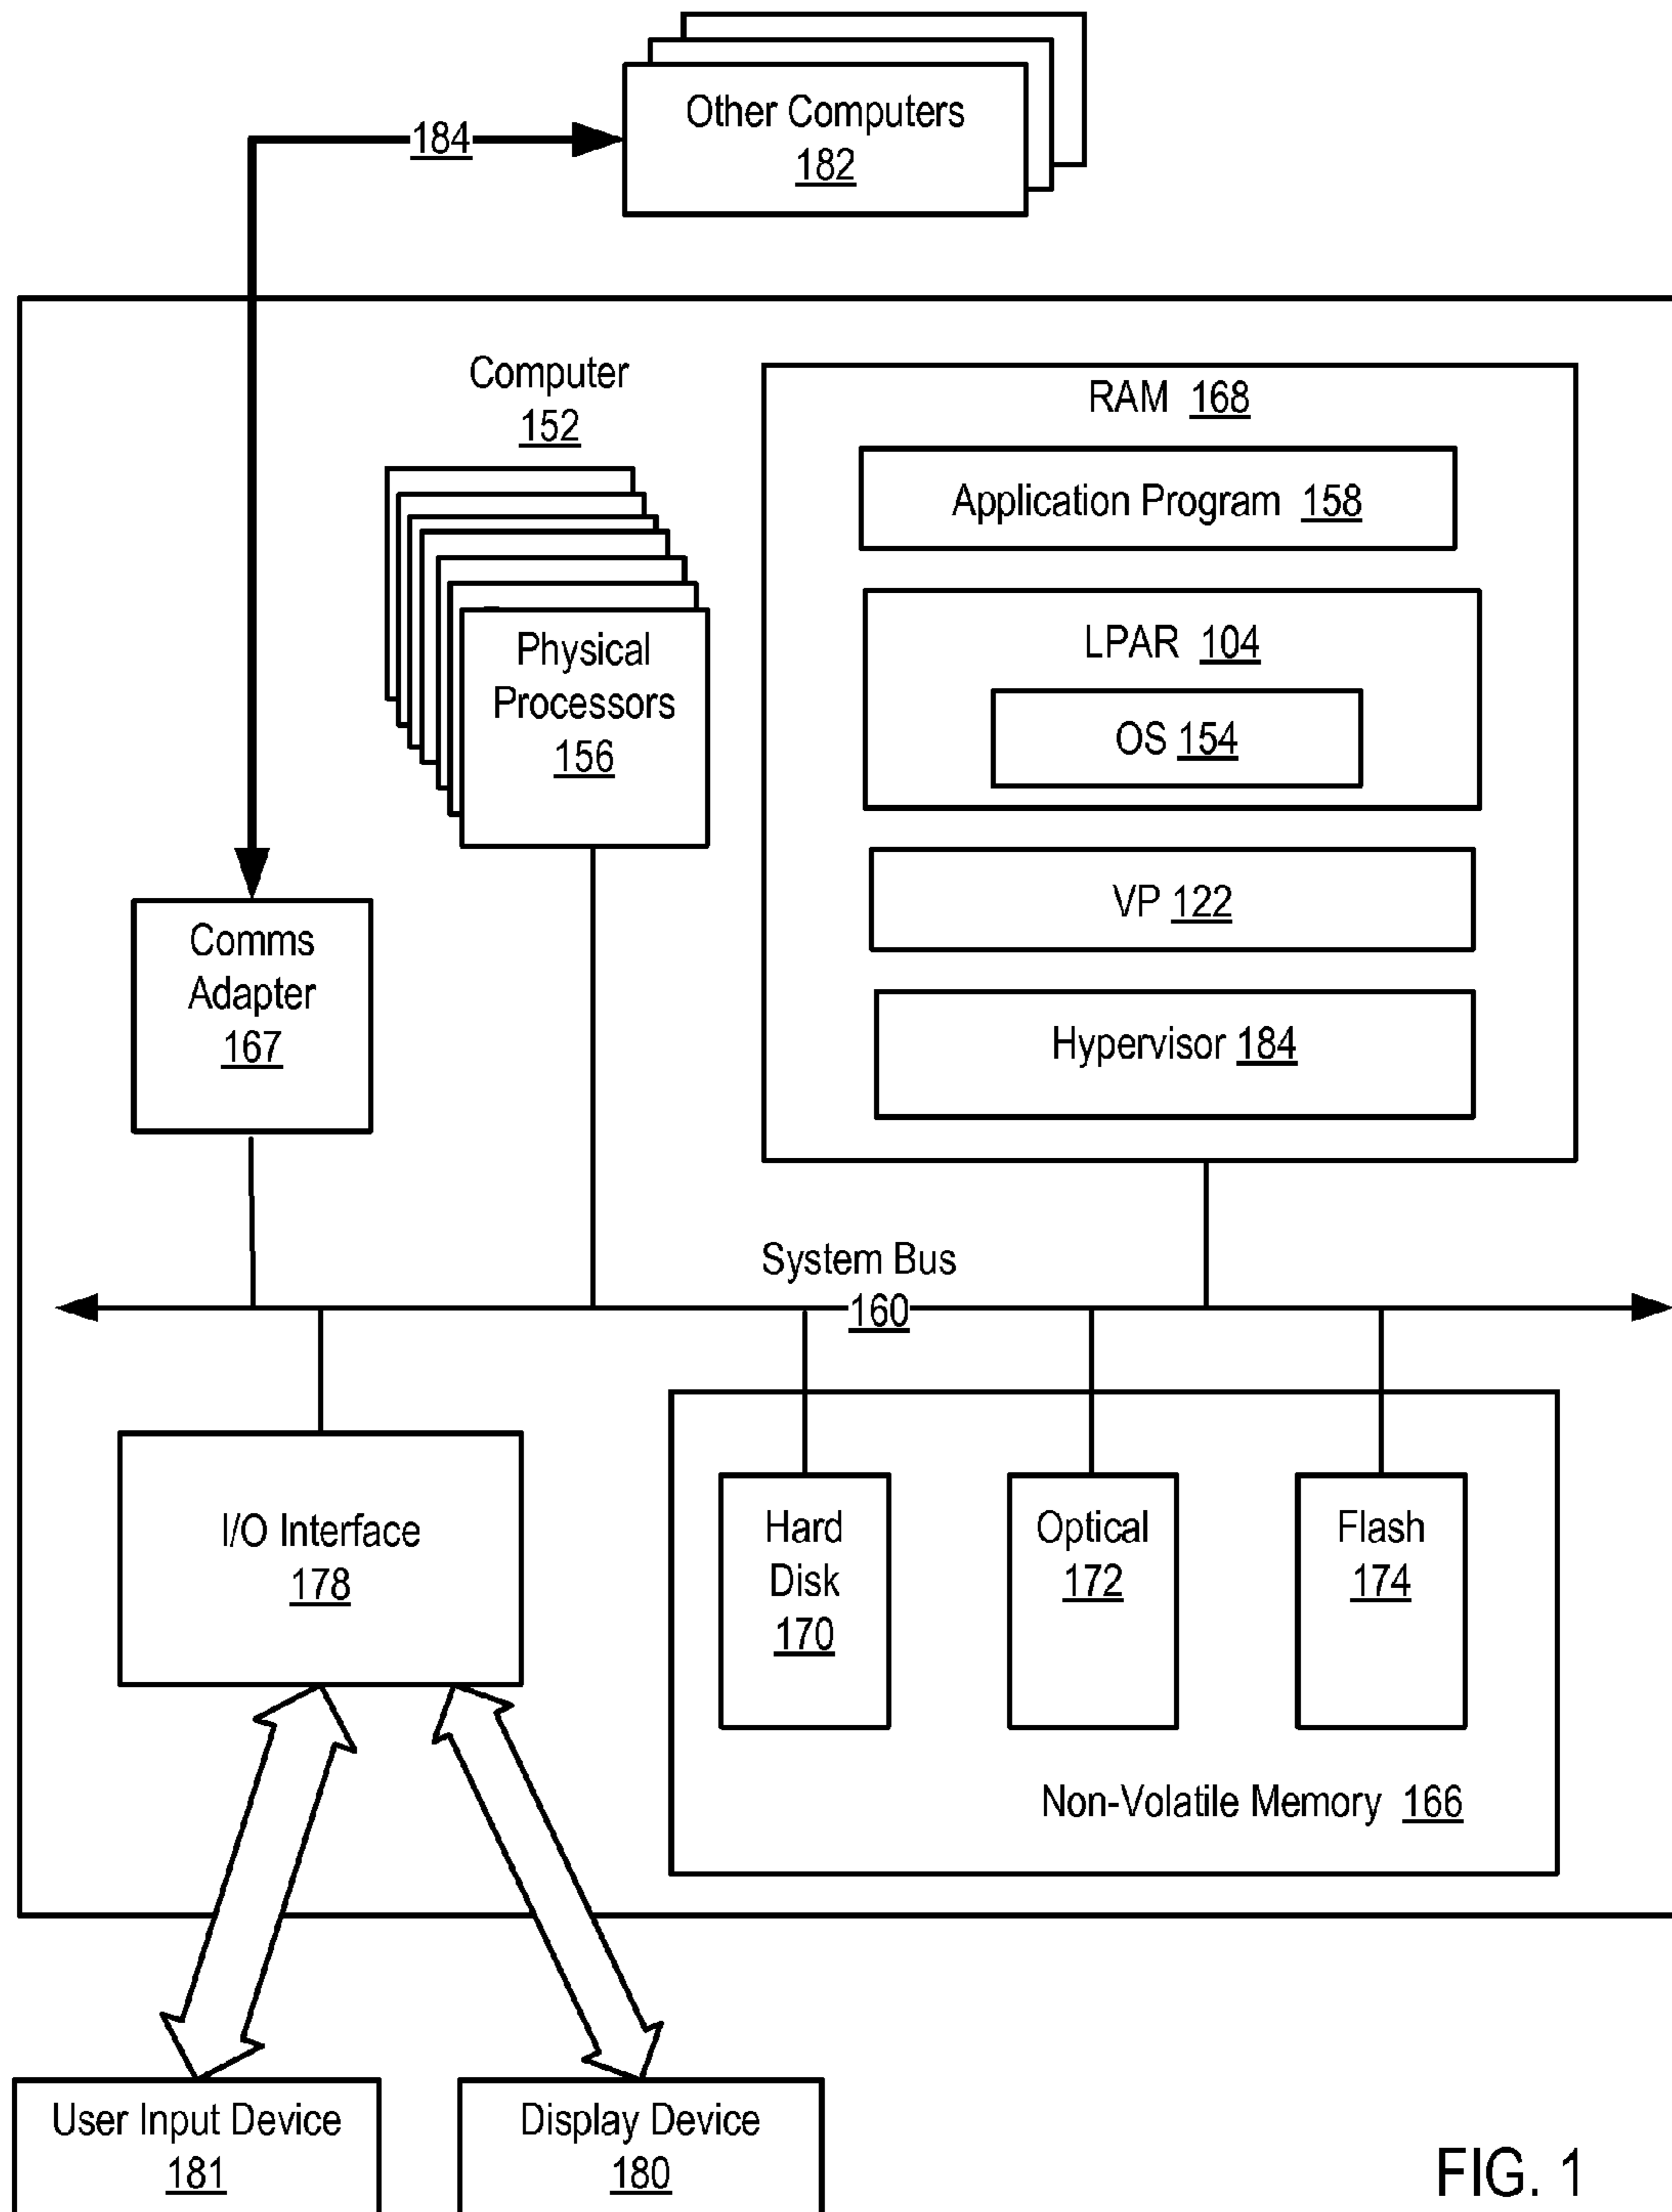 Other Computers
182
184
Computer
152
RAM 168
Application Program 158
Physical
Processors
156
LPAR 104
OS 154
VP 122
Comms
Adapter
167
Hypervisor 184
System Bus
160
I/O Interface
178
Hard
Disk
170
Optical
172
Flash
174
Non-Volatile Memory 166
User Input Device
181
Display Device
180
FIG. 1